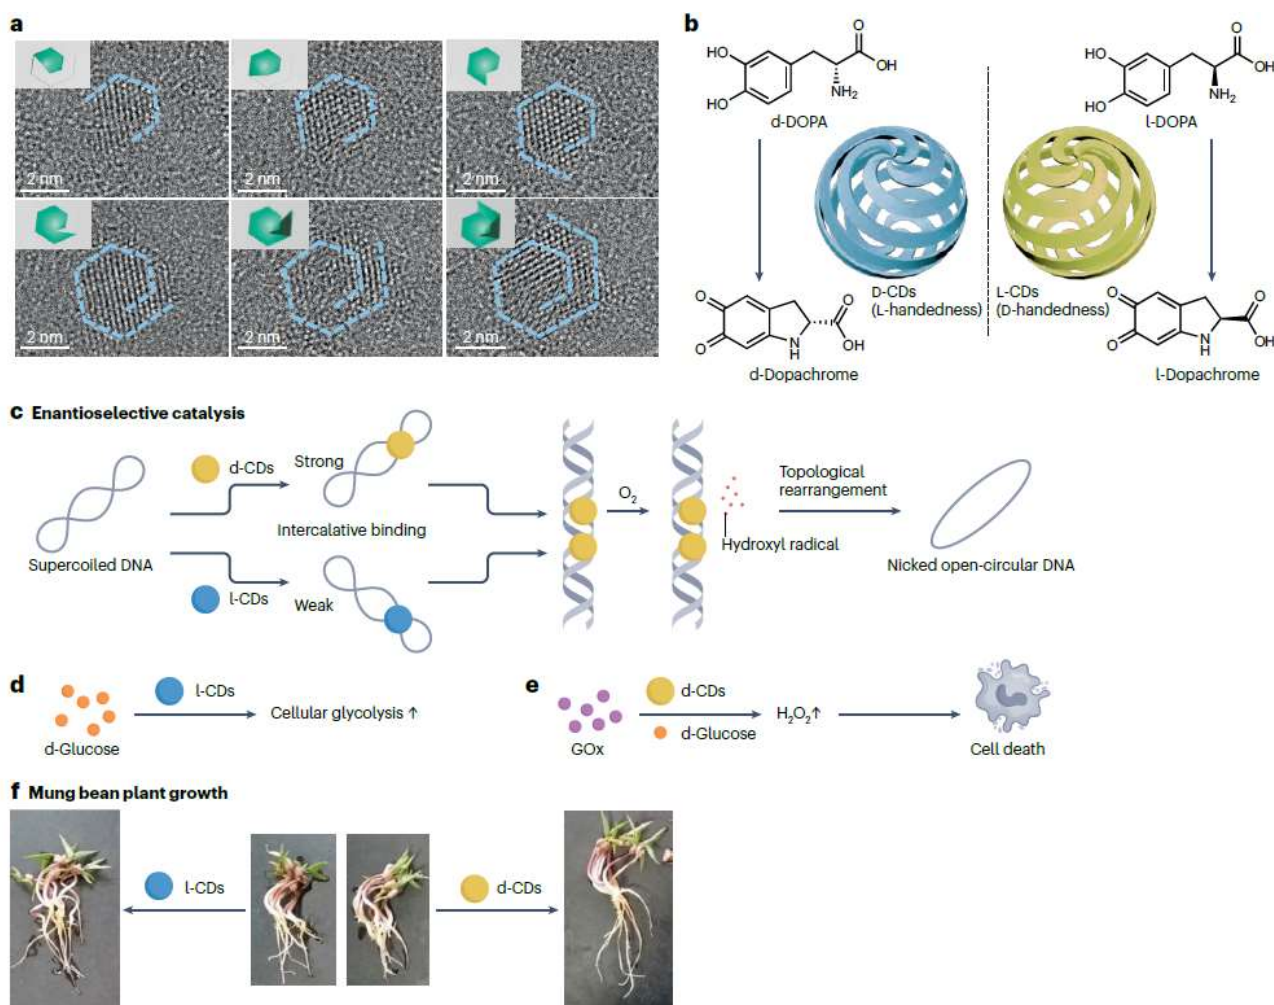 a
2 nm
2 nm
2 nm
2 nm
2 nm
2 nm
b
HO
HO
O
OH
NH₂
d-DOPA
HO
HO
O
OH
NH₂
l-DOPA
D-CDs
(L-handedness)
L-CDs
(D-handedness)
O
O
N
H
O
OH
d-Dopachrome
O
O
N
H
O
OH
l-Dopachrome
c Enantioselective catalysis
Supercoiled DNA
d-CDs
Strong
Intercalative binding
l-CDs
Weak
O₂
Hydroxyl radical
Topological
rearrangement
Nicked open-circular DNA
d
d-Glucose
l-CDs
Cellular glycolysis ↑
e
GOx
d-CDs
d-Glucose
H₂O₂↑
Cell death
f Mung bean plant growth
l-CDs
d-CDs